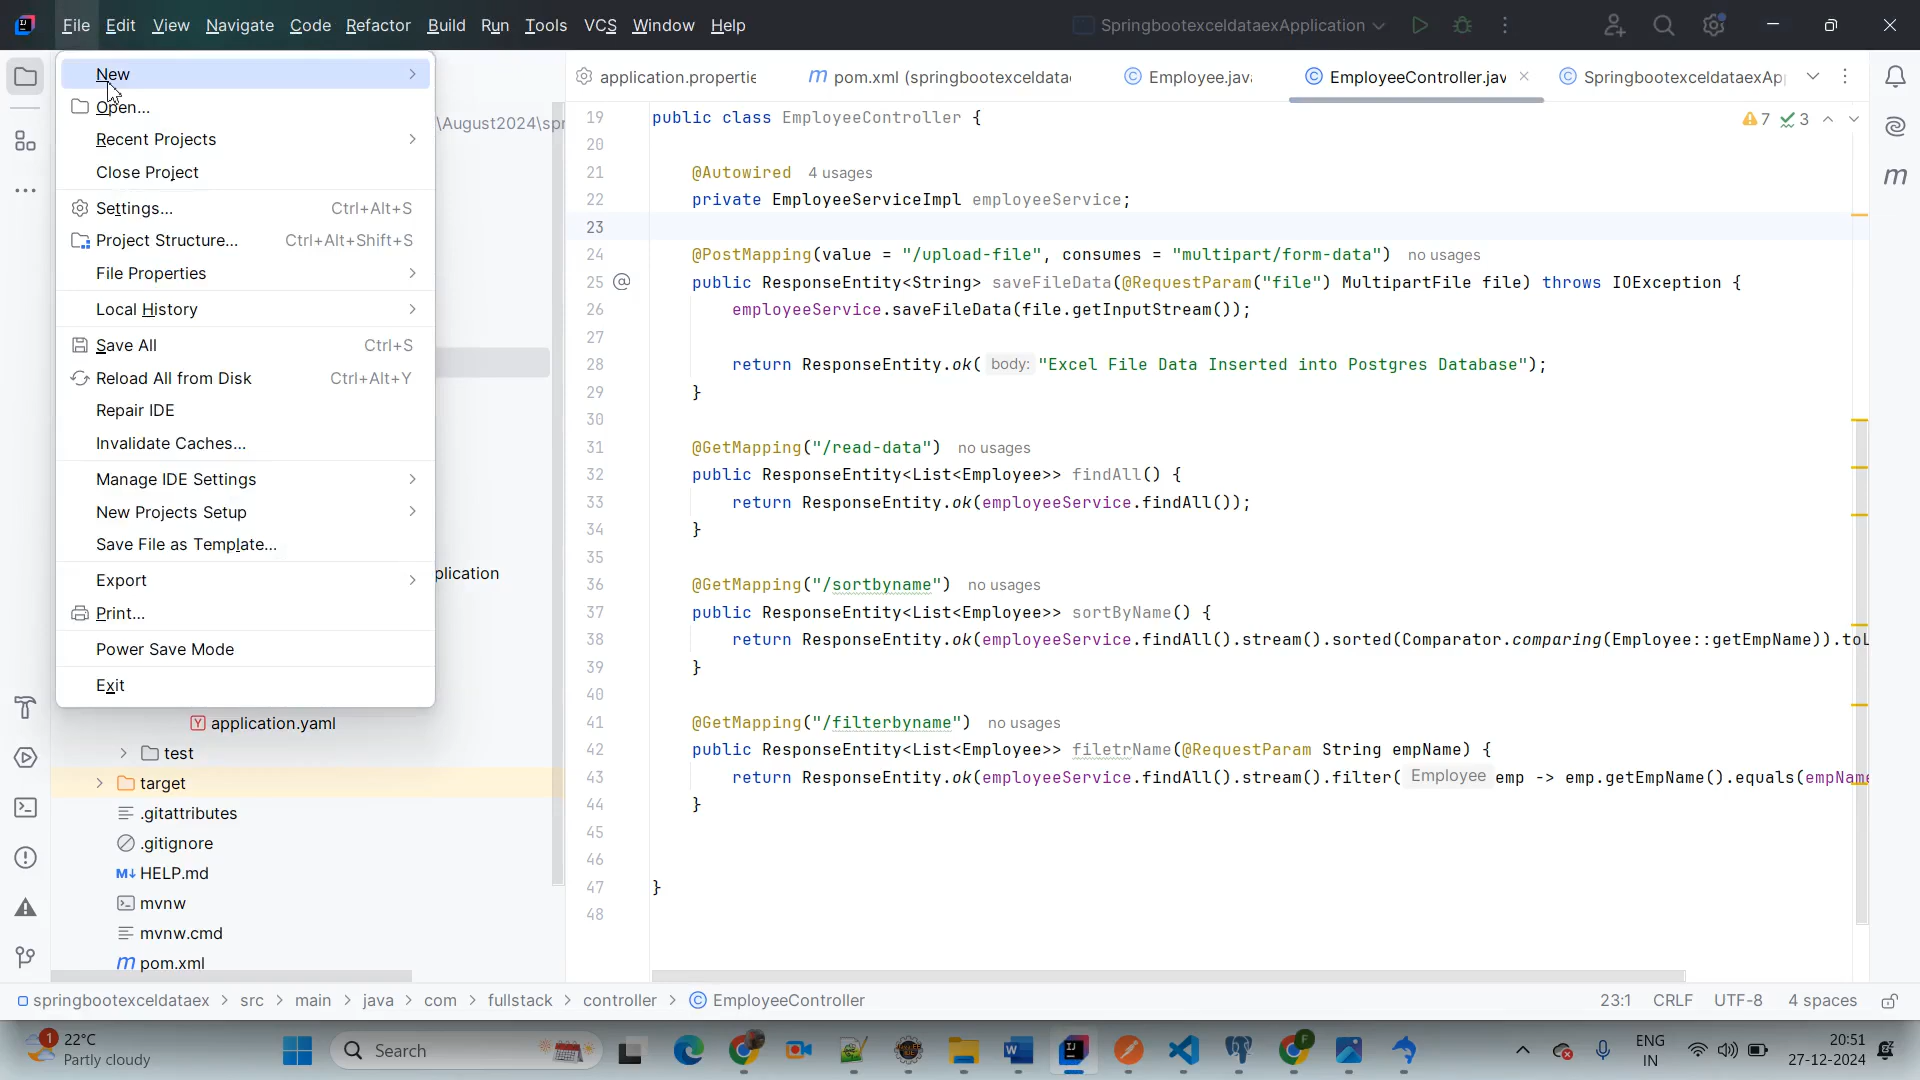 File Edit View Navigate Code Refactor Build Run Tools VCS Window Help SpringbootexceldataexApplication
New
Open...
Recent Projects
Close Project
Settings... Ctrl+Alt+S
Project Structure... Ctrl+Alt+Shift+S
File Properties
Local History
Save All Ctrl+S
Reload All from Disk Ctrl+Alt+Y
Repair IDE
Invalidate Caches...
Manage IDE Settings
New Projects Setup
Save File as Template...
Export
Print...
Power Save Mode
Exit
\August2024\spr
plication
application.yaml
test
target
.gitattributes
.gitignore
HELP.md
mvnw
mvnw.cmd
pom.xml
application.propertie pom.xml (springbootexceldata Employee.java EmployeeController.jav SpringbootexceldataexApp
7 3
19 public class EmployeeController {
20
21 @Autowired 4 usages
22 private EmployeeServiceImpl employeeService;
23
24 @PostMapping(value = "/upload-file", consumes = "multipart/form-data") no usages
25 public ResponseEntity<String> saveFileData(@RequestParam("file") MultipartFile file) throws IOException {
26 employeeService.saveFileData(file.getInputStream());
27
28 return ResponseEntity.ok( body: "Excel File Data Inserted into Postgres Database");
29 }
30
31 @GetMapping("/read-data") no usages
32 public ResponseEntity<List<Employee>> findAll() {
33 return ResponseEntity.ok(employeeService.findAll());
34 }
35
36 @GetMapping("/sortbyname") no usages
37 public ResponseEntity<List<Employee>> sortByName() {
38 return ResponseEntity.ok(employeeService.findAll().stream().sorted(Comparator.comparing(Employee::getEmpName)).toL
39 }
40
41 @GetMapping("/filterbyname") no usages
42 public ResponseEntity<List<Employee>> filetrName(@RequestParam String empName) {
43 return ResponseEntity.ok(employeeService.findAll().stream().filter( Employee emp -> emp.getEmpName().equals(empName
44 }
45
46
47 }
48
springbootexceldataex > src > main > java > com > fullstack > controller > EmployeeController 23:1 CRLF UTF-8 4 spaces
1 22°C
Partly cloudy
Search
ENG
IN
20:51
27-12-2024